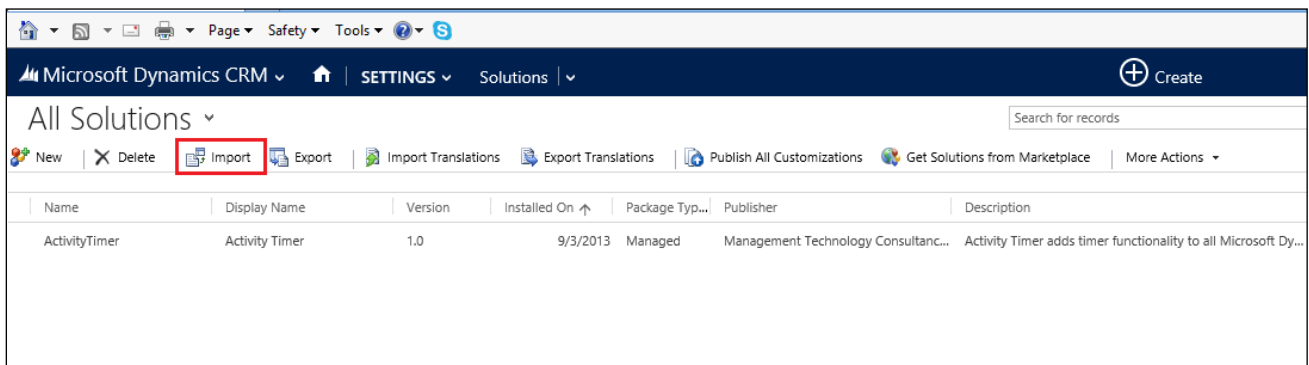 Page Safety Tools
Microsoft Dynamics CRM SETTINGS Solutions Create
All Solutions Search for records
New Delete Import Export Import Translations Export Translations Publish All Customizations Get Solutions from Marketplace More Actions
Name Display Name Version Installed On Package Typ... Publisher Description
ActivityTimer Activity Timer 1.0 9/3/2013 Managed Management Technology Consultanc... Activity Timer adds timer functionality to all Microsoft Dy...